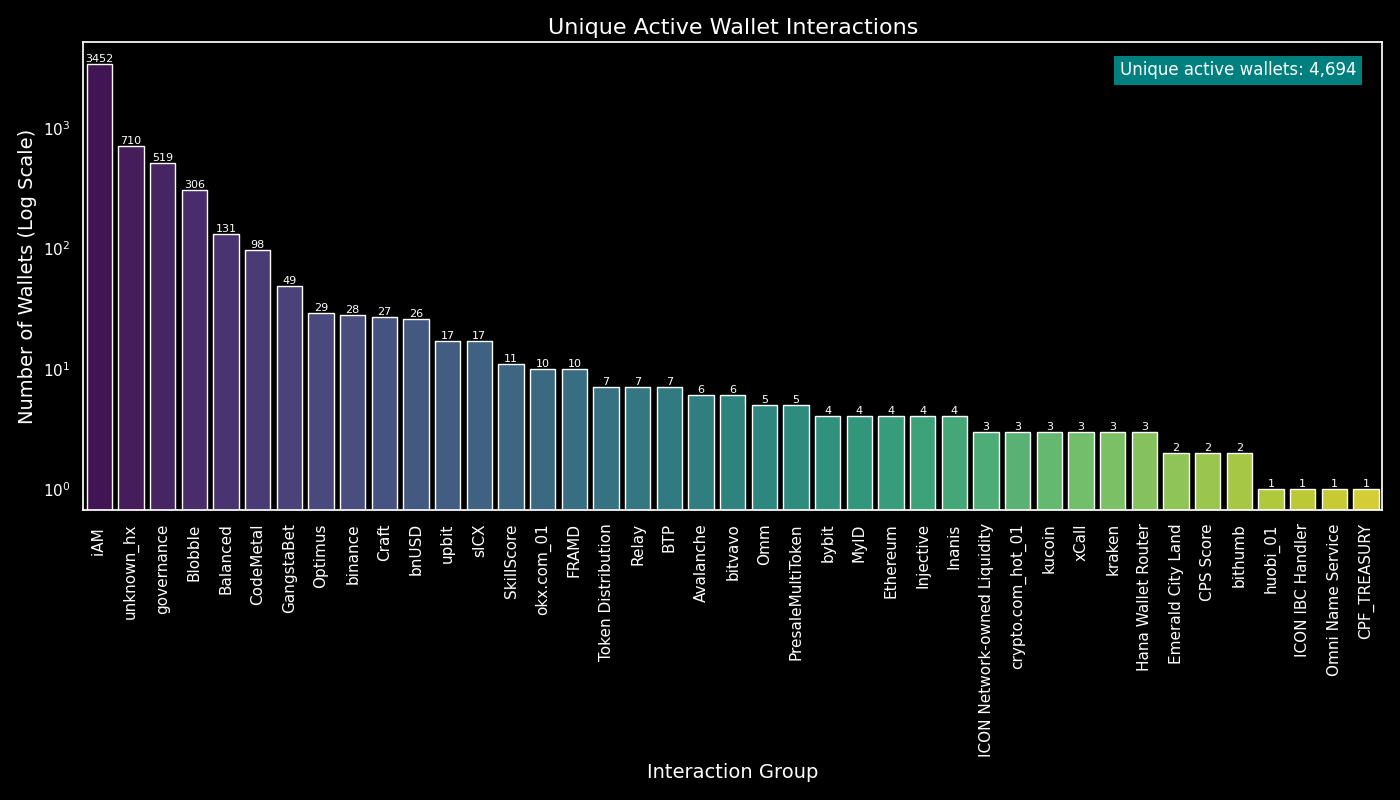 Unique Active Wallet Interactions
Unique active wallets: 4,694
Number of Wallets (Log Scale)
10³
10²
10¹
10⁰
3452
710
519
306
131
98
49
29
28
27
26
17
17
11
10
10
7
7
7
6
6
5
5
4
4
4
4
4
3
3
3
3
3
3
2
2
2
1
1
1
1
iAM
unknown_hx
governance
Blobble
Balanced
CodeMetal
GangstaBet
Optimus
binance
Craft
bnUSD
upbit
sICX
SkillScore
okx.com_01
FRAMD
Token Distribution
Relay
BTP
Avalanche
bitvavo
Omm
PresaleMultiToken
bybit
MyID
Ethereum
Injective
Inanis
ICON Network-owned Liquidity
crypto.com_hot_01
kucoin
xCall
kraken
Hana Wallet Router
Emerald City Land
CPS Score
bithumb
huobi_01
ICON IBC Handler
Omni Name Service
CPF_TREASURY
Interaction Group